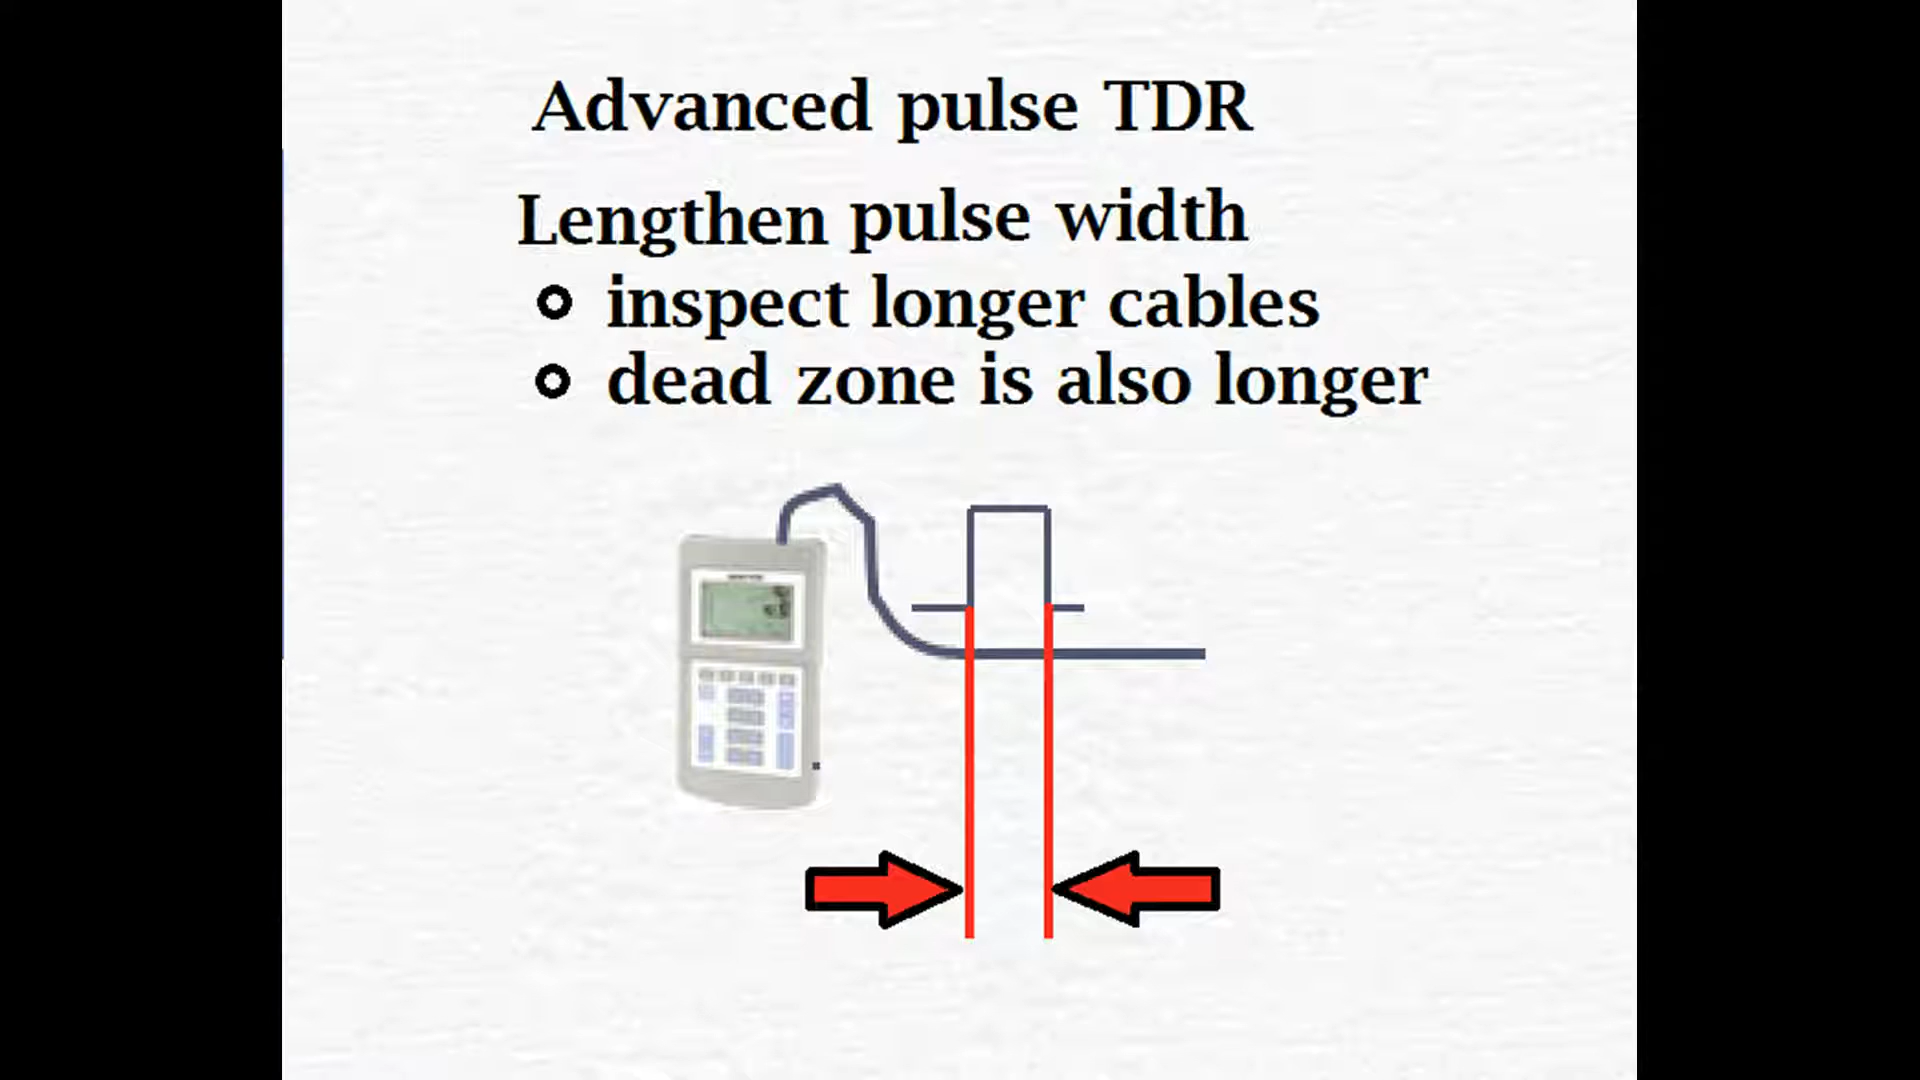 Advanced pulse TDR
Lengthen pulse width
inspect longer cables
dead zone is also longer